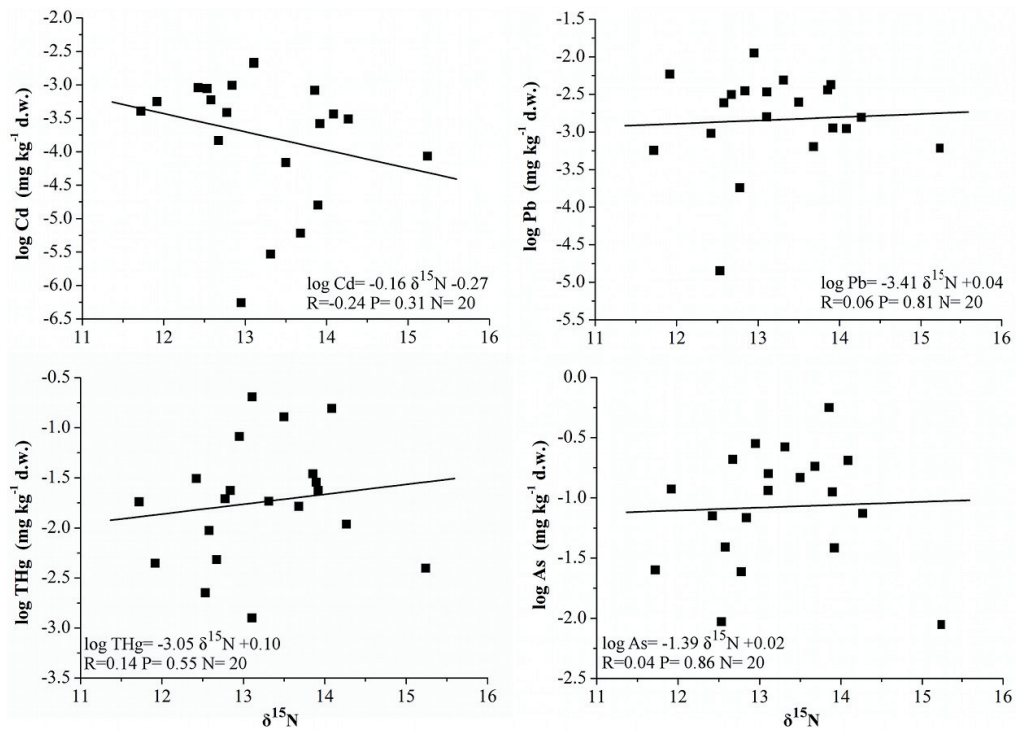 -2.0
-2.5
-3.0
-3.5
-4.0
-4.5
-5.0
-5.5
-6.0
-6.5
log Cd (mg kg⁻¹ d.w.)
log Cd= -0.16 δ¹⁵N -0.27
R=-0.24 P= 0.31 N= 20
11 12 13 14 15 16
-1.5
-2.0
-2.5
-3.0
-3.5
-4.0
-4.5
-5.0
-5.5
log Pb (mg kg⁻¹ d.w.)
log Pb= -3.41 δ¹⁵N +0.04
R=0.06 P= 0.81 N= 20
11 12 13 14 15 16
-0.5
-1.0
-1.5
-2.0
-2.5
-3.0
-3.5
log THg (mg kg⁻¹ d.w.)
log THg= -3.05 δ¹⁵N +0.10
R=0.14 P= 0.55 N= 20
11 12 13 14 15 16
δ¹⁵N
0.0
-0.5
-1.0
-1.5
-2.0
-2.5
log As (mg kg⁻¹ d.w.)
log As= -1.39 δ¹⁵N +0.02
R=0.04 P= 0.86 N= 20
11 12 13 14 15 16
δ¹⁵N